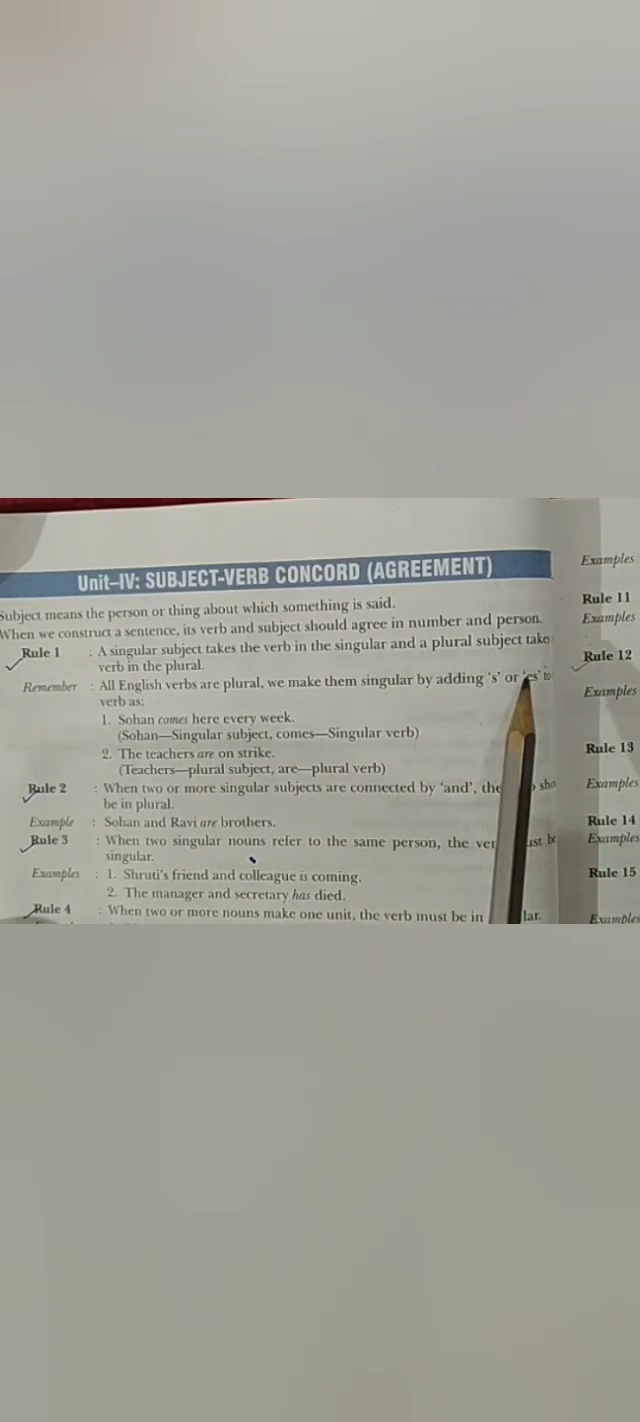 Unit–IV: SUBJECT-VERB CONCORD (AGREEMENT)
Subject means the person or thing about which something is said.
When we construct a sentence, its verb and subject should agree in number and person.
Rule 1 : A singular subject takes the verb in the singular and a plural subject take
verb in the plural.
Remember : All English verbs are plural, we make them singular by adding 's' or 'es' to
verb as:
1. Sohan comes here every week.
(Sohan—Singular subject, comes—Singular verb)
2. The teachers are on strike.
(Teachers—plural subject, are—plural verb)
Rule 2 : When two or more singular subjects are connected by 'and', the sho
be in plural.
Example : Sohan and Ravi are brothers.
Rule 3 : When two singular nouns refer to the same person, the ver ust be
singular.
Examples : 1. Shruti's friend and colleague is coming.
2. The manager and secretary has died.
Rule 4 : When two or more nouns make one unit, the verb must be in lar.
Examples
Rule 11
Examples
Rule 12
Examples
Rule 13
Examples
Rule 14
Examples
Rule 15
Examples